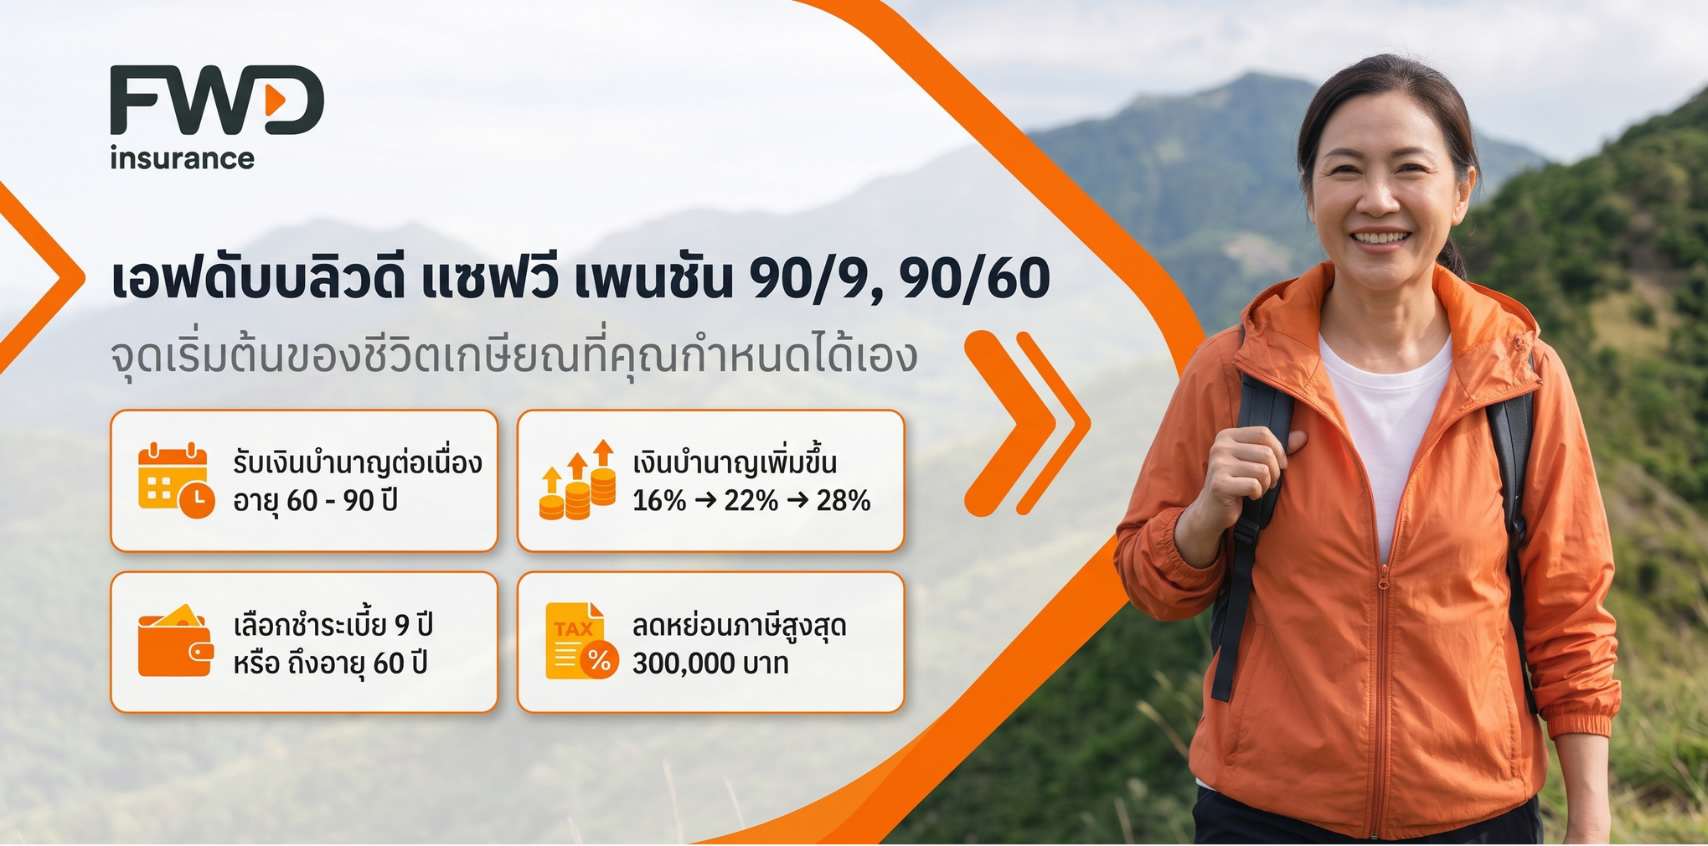 FWD
insurance
เอฟดับบลิวดี แซฟวี เพนชัน 90/9, 90/60
จุดเริ่มต้นของชีวิตเกษียณที่คุณกำหนดได้เอง
รับเงินบำนาญต่อเนื่อง
อายุ 60 - 90 ปี
เงินบำนาญเพิ่มขึ้น
16% → 22% → 28%
เลือกชำระเบี้ย 9 ปี
หรือ ถึงอายุ 60 ปี
TAX
%
ลดหย่อนภาษีสูงสุด
300,000 บาท